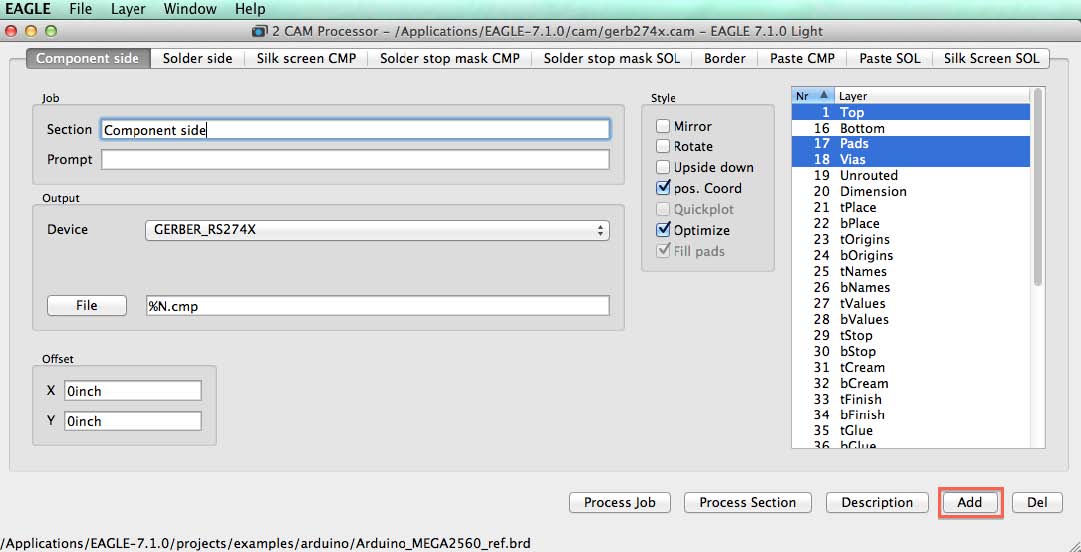 EAGLE File Layer Window Help
2 CAM Processor - /Applications/EAGLE-7.1.0/cam/gerb274x.cam - EAGLE 7.1.0 Light
Component side Solder side Silk screen CMP Solder stop mask CMP Solder stop mask SOL Border Paste CMP Paste SOL Silk Screen SOL
Job
Section Component side
Prompt
Output
Device GERBER_RS274X
File %N.cmp
Offset
X 0inch
Y 0inch
Style
Mirror
Rotate
Upside down
pos. Coord
Quickplot
Optimize
Fill pads
Nr Layer
1 Top
16 Bottom
17 Pads
18 Vias
19 Unrouted
20 Dimension
21 tPlace
22 bPlace
23 tOrigins
24 bOrigins
25 tNames
26 bNames
27 tValues
28 bValues
29 tStop
30 bStop
31 tCream
32 bCream
33 tFinish
34 bFinish
35 tGlue
36 bGlue
Process Job Process Section Description Add Del
/Applications/EAGLE-7.1.0/projects/examples/arduino/Arduino_MEGA2560_ref.brd